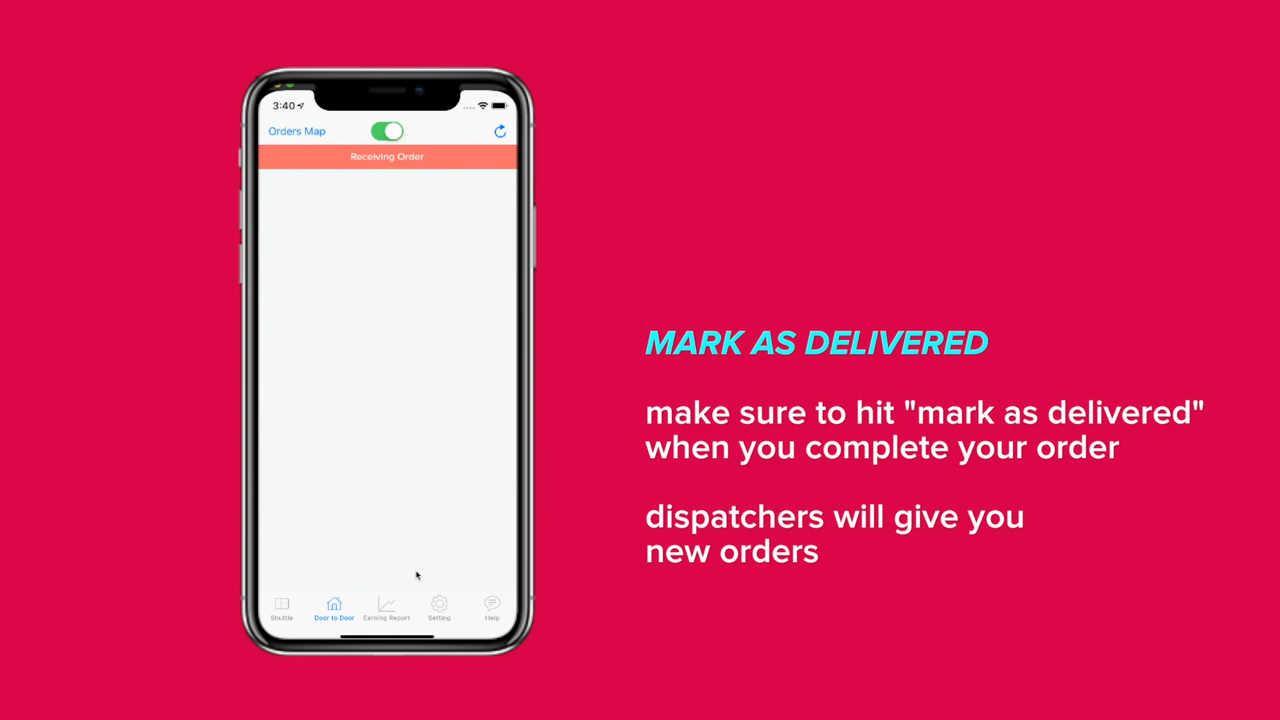 3:40
Orders Map
Receiving Order
Shuttle
Door to Door
Earning Report
Setting
Help
MARK AS DELIVERED
make sure to hit "mark as delivered"
when you complete your order
dispatchers will give you
new orders